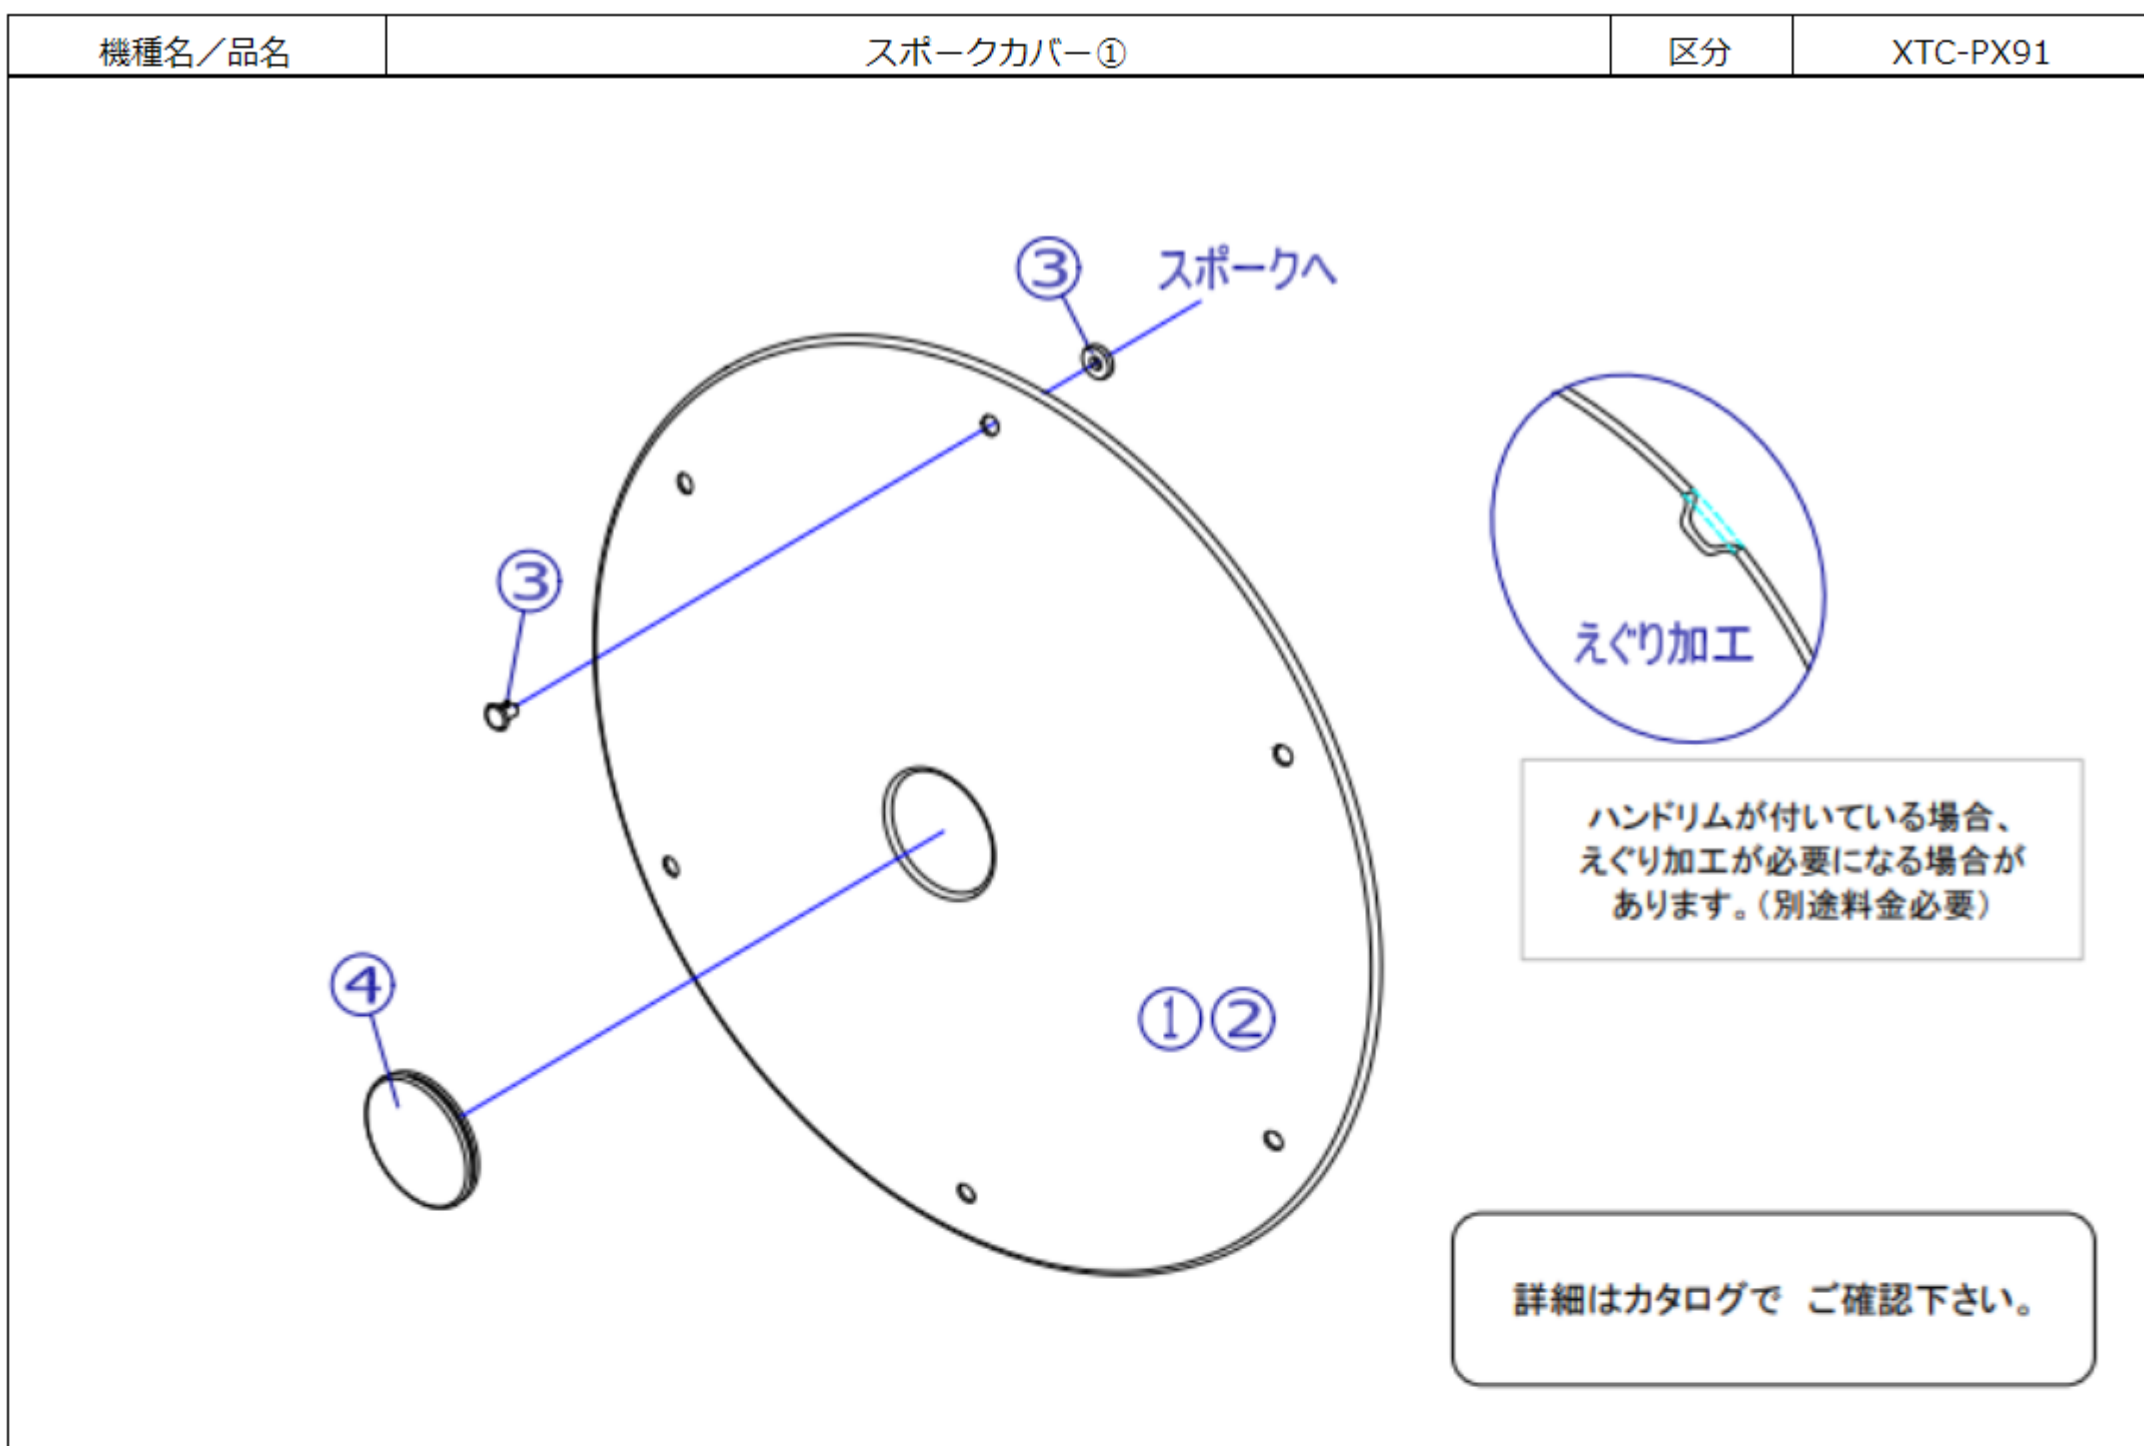 機種名／品名 スポークカバー① 区分 XTC-PX91
③ スポークへ
③
えぐり加工
ハンドリムが付いている場合、
えぐり加工が必要になる場合が
あります。（別途料金必要）
④
①②
詳細はカタログで ご確認下さい。